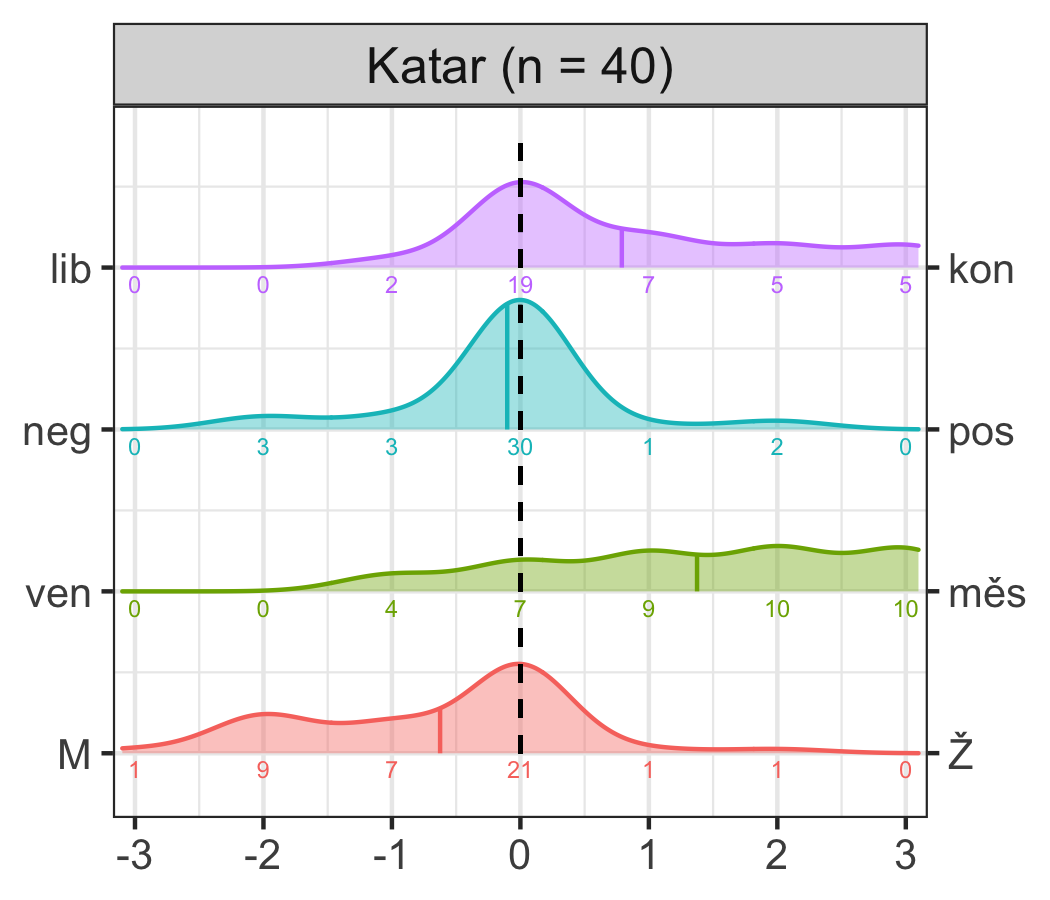 Katar (n = 40)
lib kon
0 0 2 19 7 5 5
neg pos
0 3 3 30 1 2 0
ven měs
0 0 4 7 9 10 10
M Ž
1 9 7 21 1 1 0
-3 -2 -1 0 1 2 3